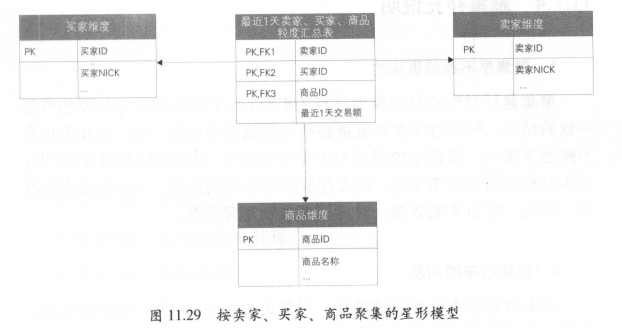 买家维度
PK 买家ID
买家NICK
...
最近1天卖家、买家、商品
粒度汇总表
PK,FK1 卖家ID
PK,FK2 买家ID
PK,FK3 商品ID
最近1天交易额
卖家维度
PK 卖家ID
卖家NICK
...
商品维度
PK 商品ID
商品名称
...
图 11.29 按卖家、买家、商品聚集的星形模型